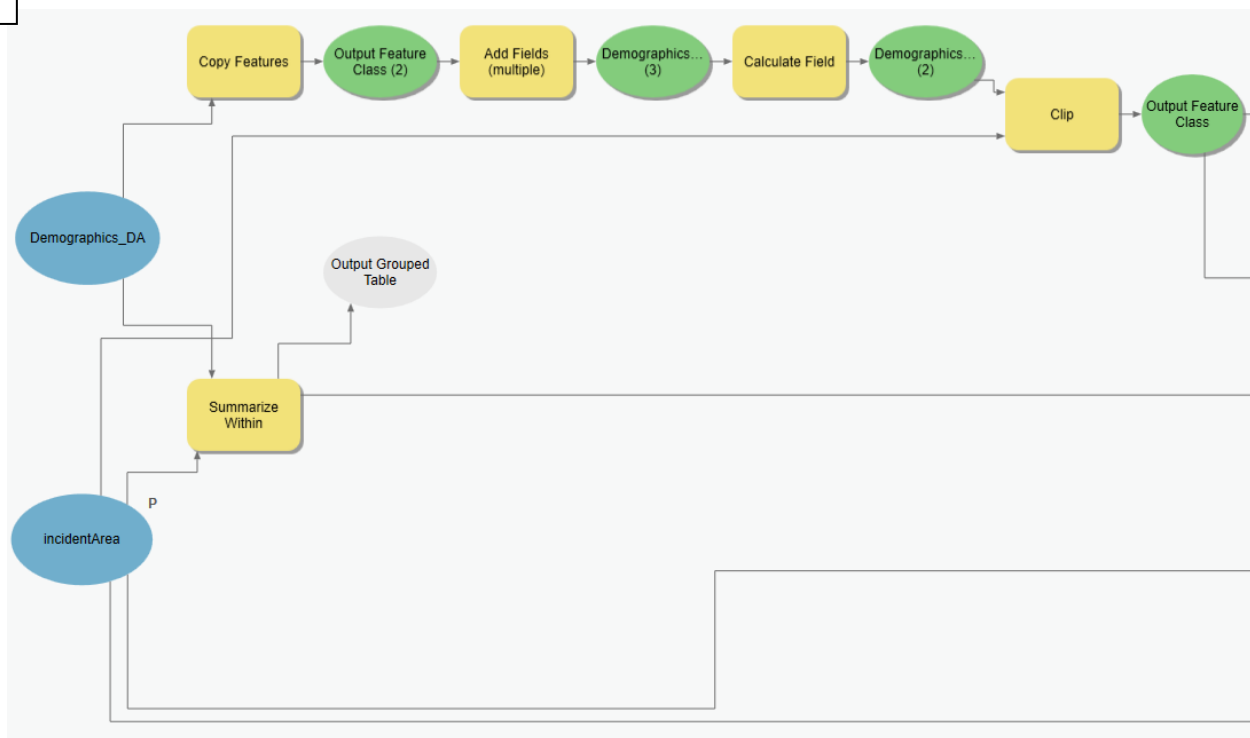 Copy Features
Output Feature
Class (2)
Add Fields
(multiple)
Demographics...
(3)
Calculate Field
Demographics...
(2)
Clip
Output Feature
Class
Demographics_DA
Output Grouped
Table
Summarize
Within
P
incidentArea